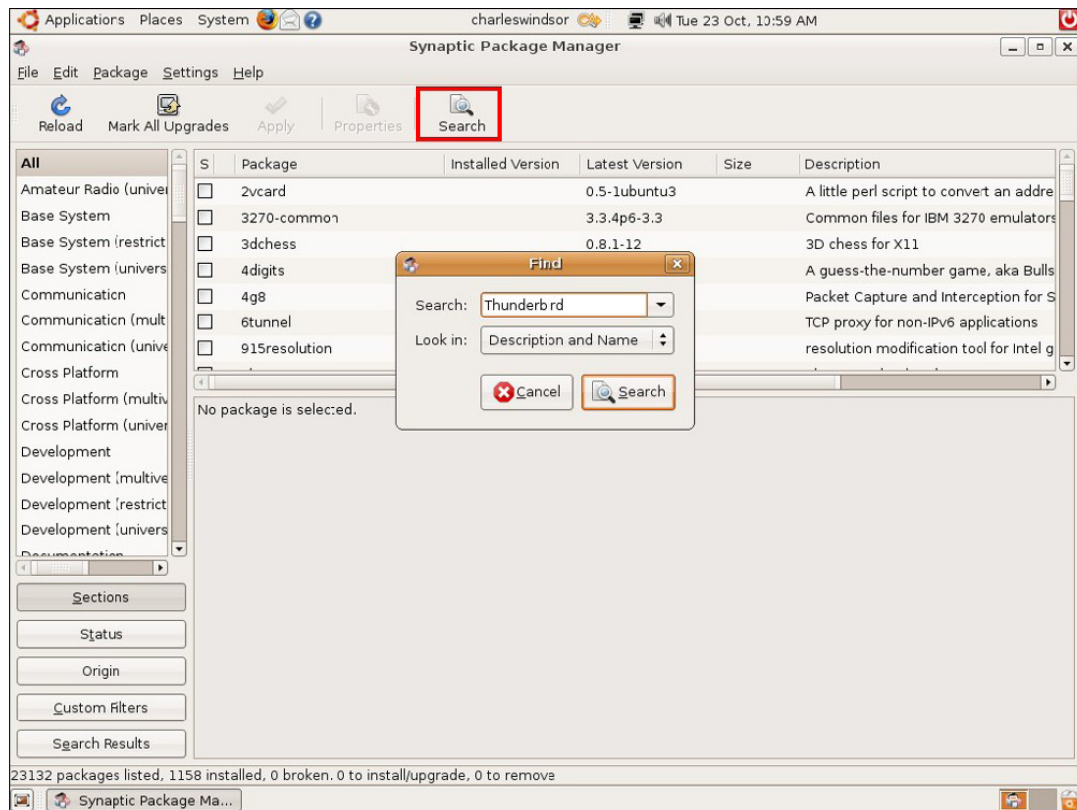 Applications Places System charleswindsor Tue 23 Oct, 10:59 AM
Synaptic Package Manager
File Edit Package Settings Help
Reload Mark All Upgrades Apply Properties Search
All
Amateur Radio (univer
Base System
Base System (restrict
Base System (univers
Communication
Communication (mult
Communication (unive
Cross Platform
Cross Platform (multiv
Cross Platform (univer
Development
Development (multive
Development (restrict
Development (univers
Documentation
S Package Installed Version Latest Version Size Description
2vcard 0.5-1ubuntu3 A little perl script to convert an addre
3270-common 3.3.4p6-3.3 Common files for IBM 3270 emulators
3dchess 0.8.1-12 3D chess for X11
4digits A guess-the-number game, aka Bulls
4g8 Packet Capture and Interception for S
6tunnel TCP proxy for non-IPv6 applications
915resolution resolution modification tool for Intel g
Find
Search: Thunderbird
Look in: Description and Name
Cancel Search
No package is selected.
Sections
Status
Origin
Custom Filters
Search Results
23132 packages listed, 1158 installed, 0 broken. 0 to install/upgrade, 0 to remove
Synaptic Package Ma...